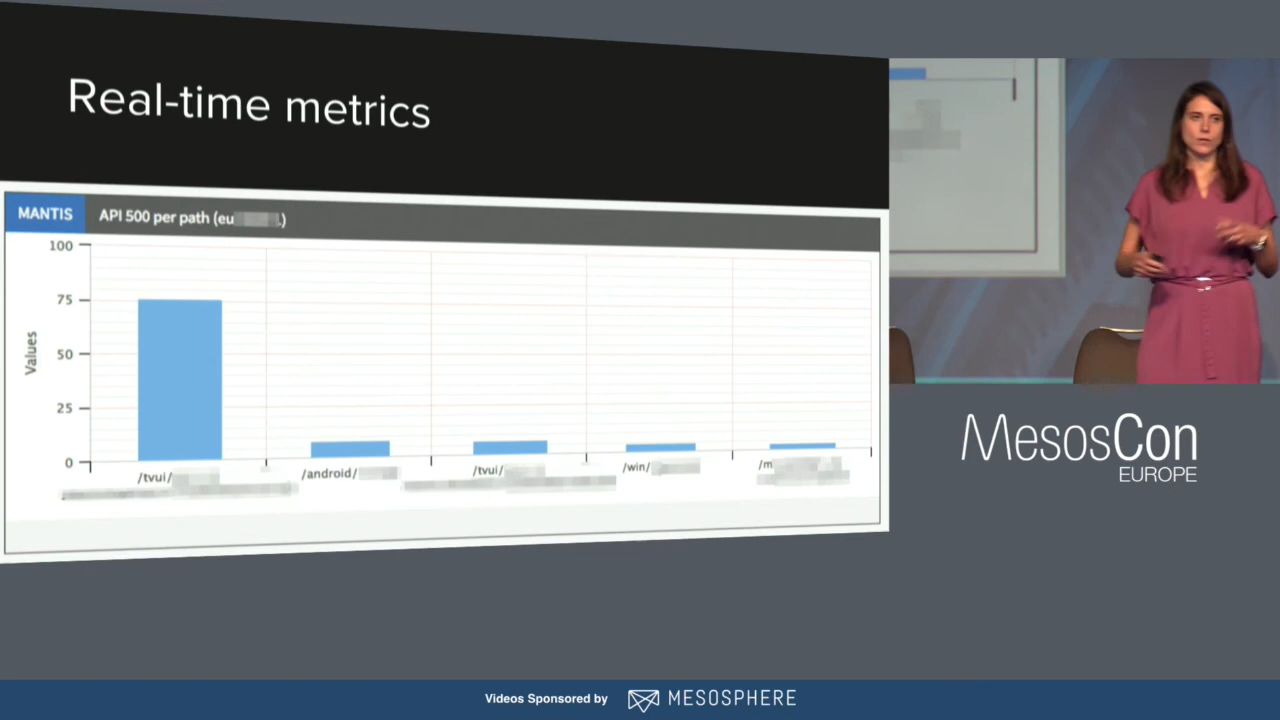 Real-time metrics
MANTIS
API 500 per path (eu .)
100
75
50
25
0
Values
/tvui/
/android/
/tvui/
/win/
/m
MesosCon
EUROPE
Videos Sponsored by
MESOSPHERE